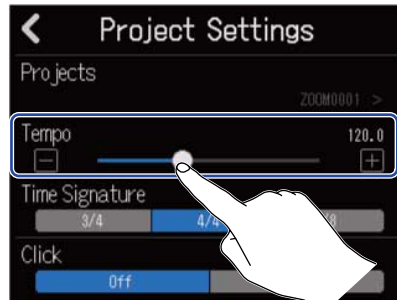 Project Settings
Projects
ZOOM0001 >
Tempo
120.0
Time Signature
3/4
4/4
Click
Off